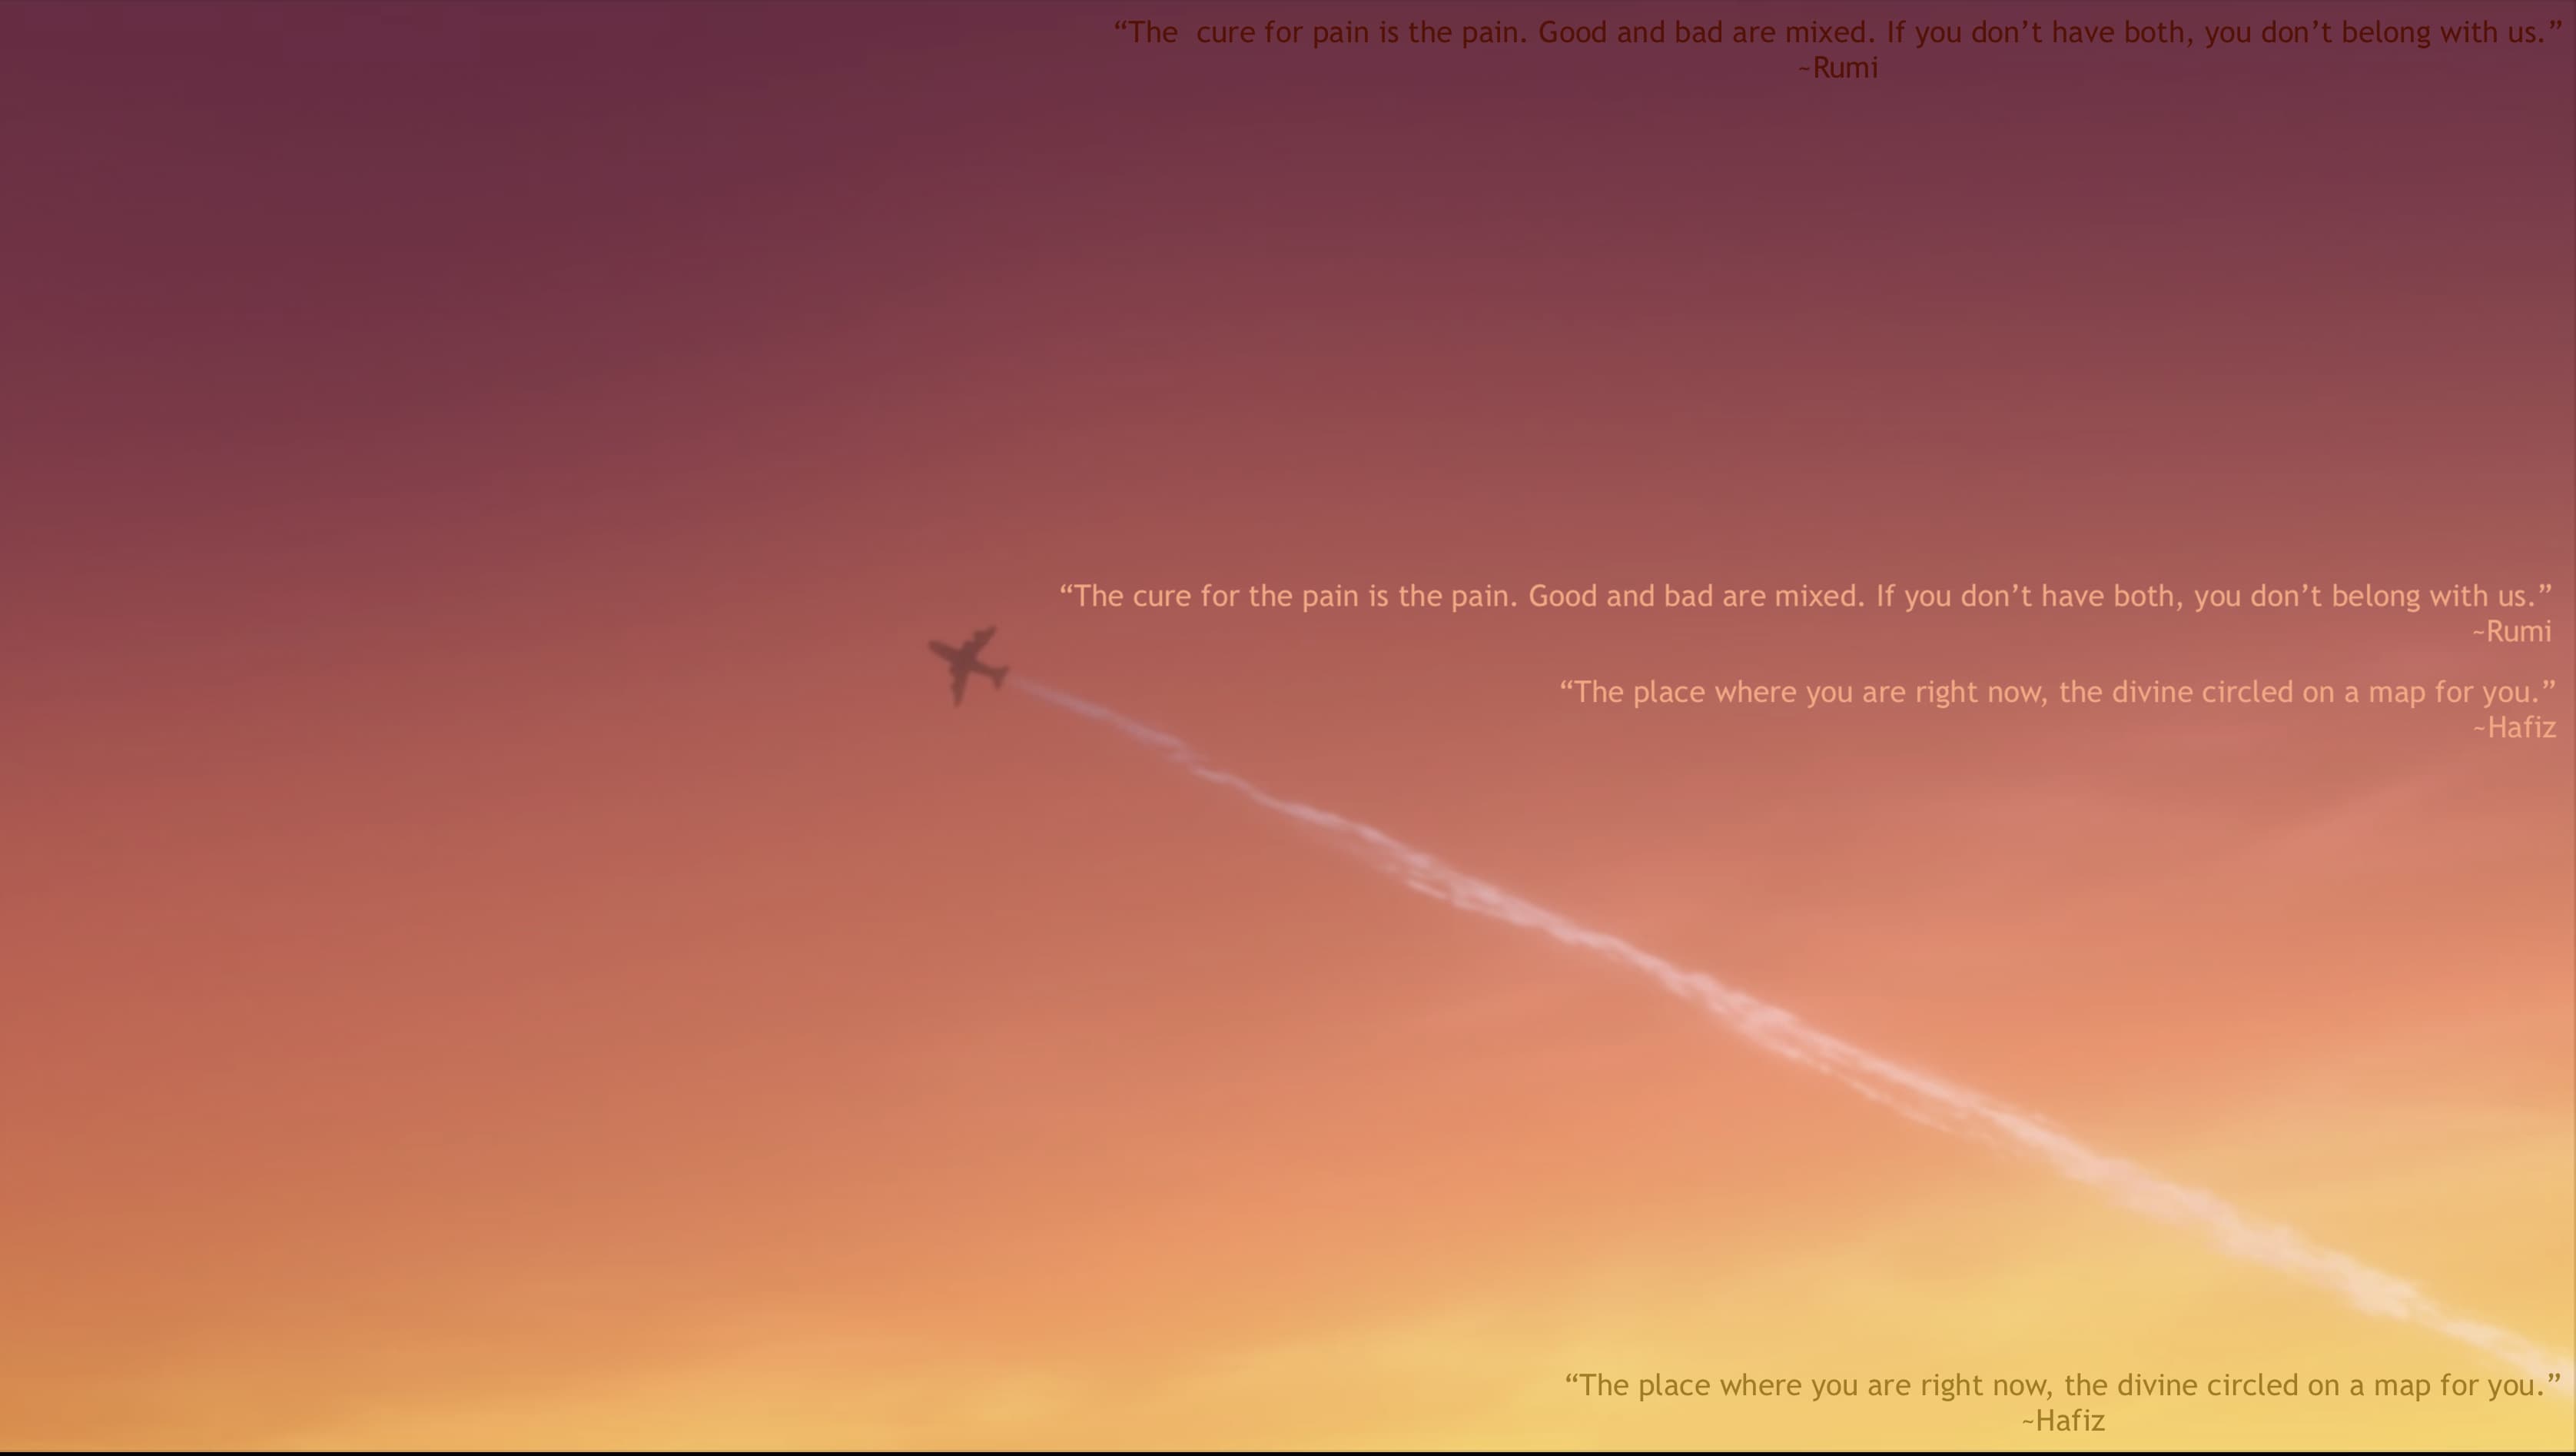 “The  cure for pain is the pain. Good and bad are mixed. If you don’t have both, you don’t belong with us.”
~Rumi
“The cure for the pain is the pain. Good and bad are mixed. If you don’t have both, you don’t belong with us.”
~Rumi
“The place where you are right now, the divine circled on a map for you.”
~Hafiz
“The place where you are right now, the divine circled on a map for you.”
~Hafiz